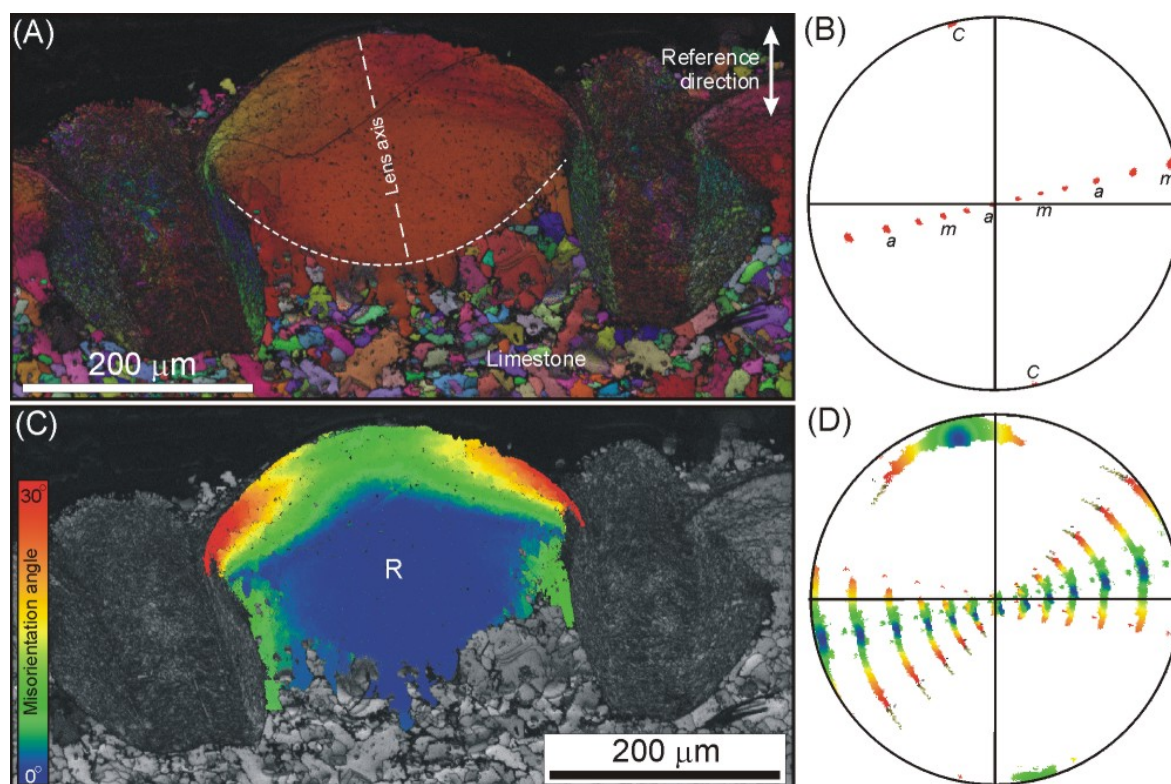 (A)
Reference
direction
Lens axis
Limestone
200 μm
(B)
C
m
a
m
a
m
a
C
(C)
30°
Misorientation angle
0°
R
200 μm
(D)